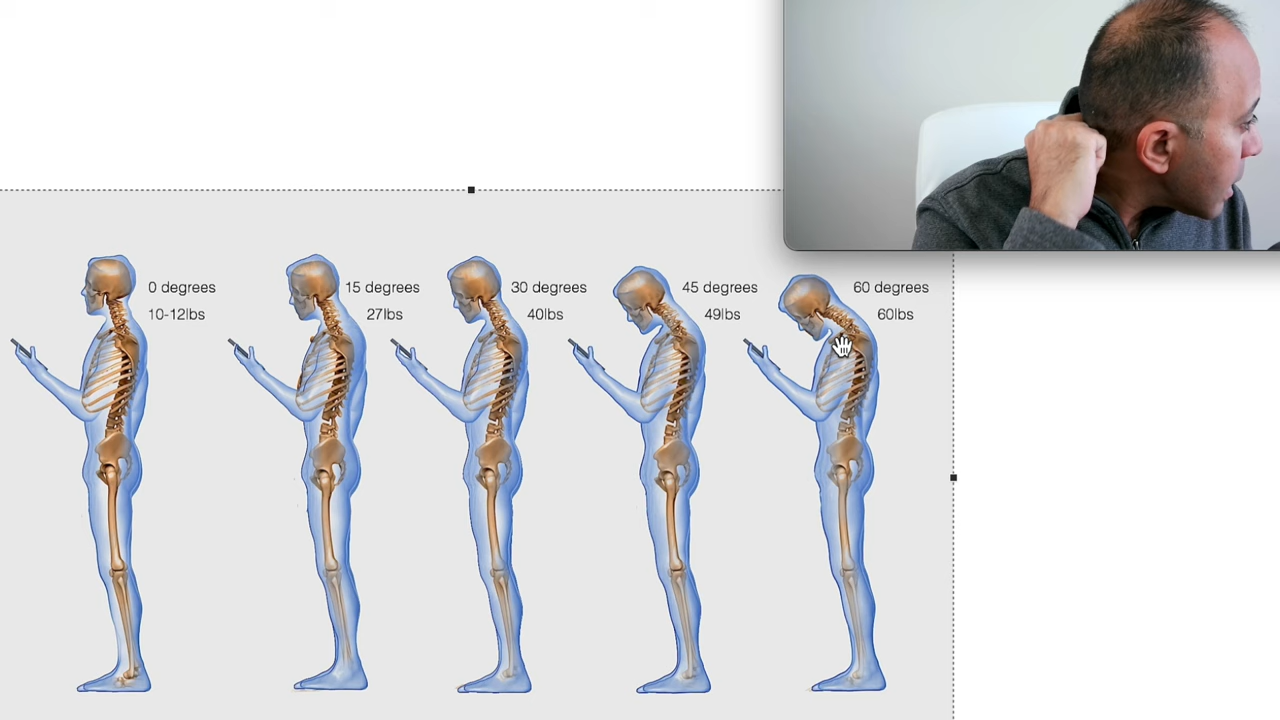 0 degrees
10-12lbs
15 degrees
27lbs
30 degrees
40lbs
45 degrees
49lbs
60 degrees
60lbs